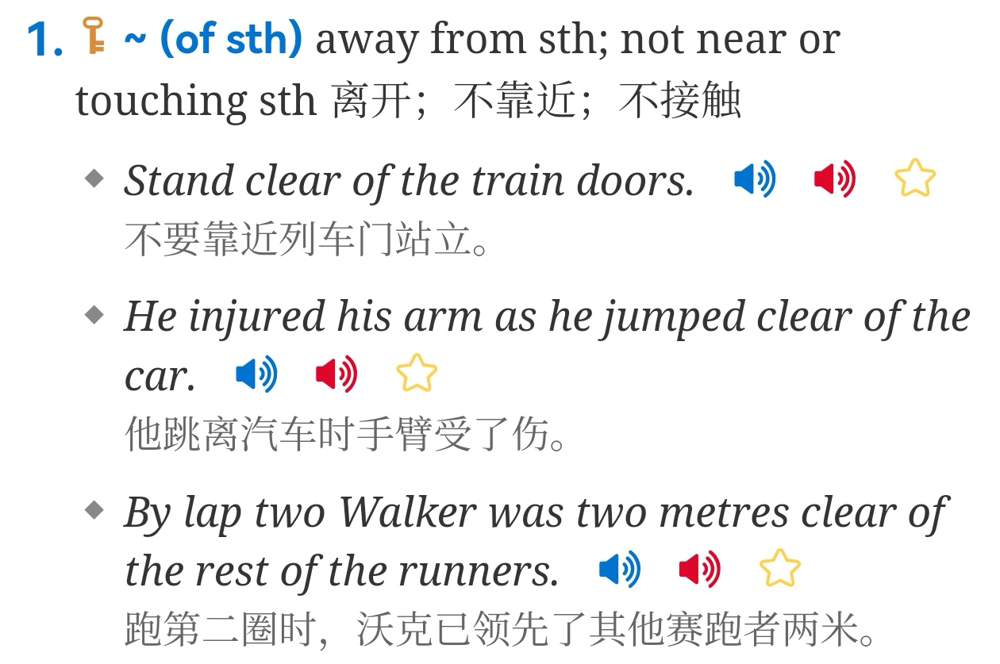 1. ~ (of sth) away from sth; not near or
touching sth 离开；不靠近；不接触
◆ Stand clear of the train doors.
不要靠近列车门站立。
◆ He injured his arm as he jumped clear of the
car.
他跳离汽车时手臂受了伤。
◆ By lap two Walker was two metres clear of
the rest of the runners.
跑第二圈时，沃克已领先了其他赛跑者两米。